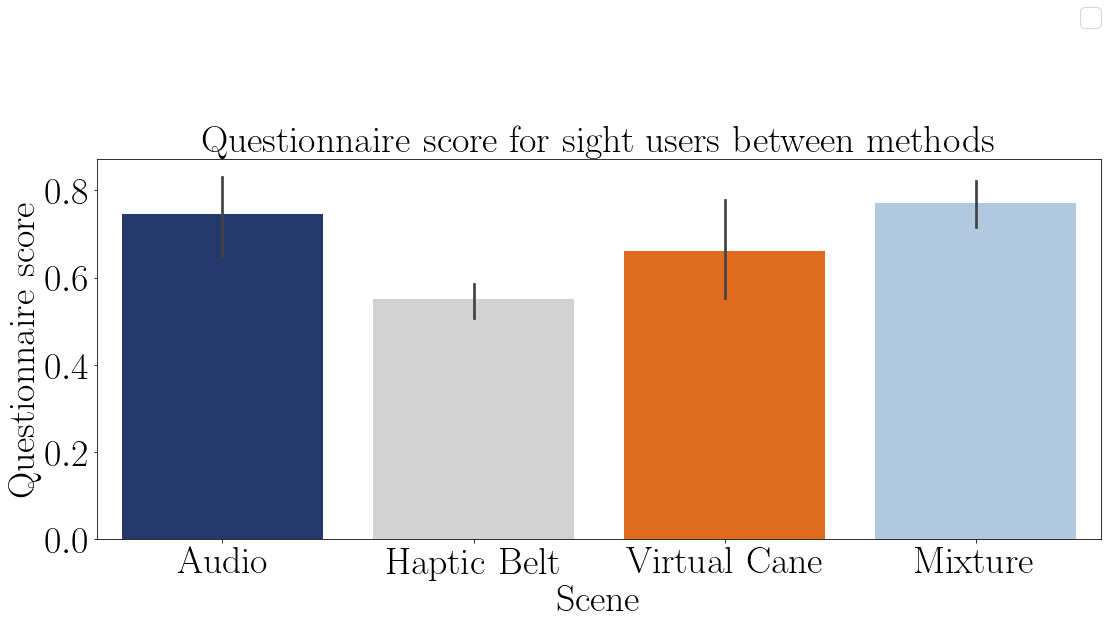 Questionnaire score for sight users between methods
Questionnaire score
0.8
0.6
0.4
0.2
0.0
Audio
Haptic Belt
Virtual Cane
Mixture
Scene